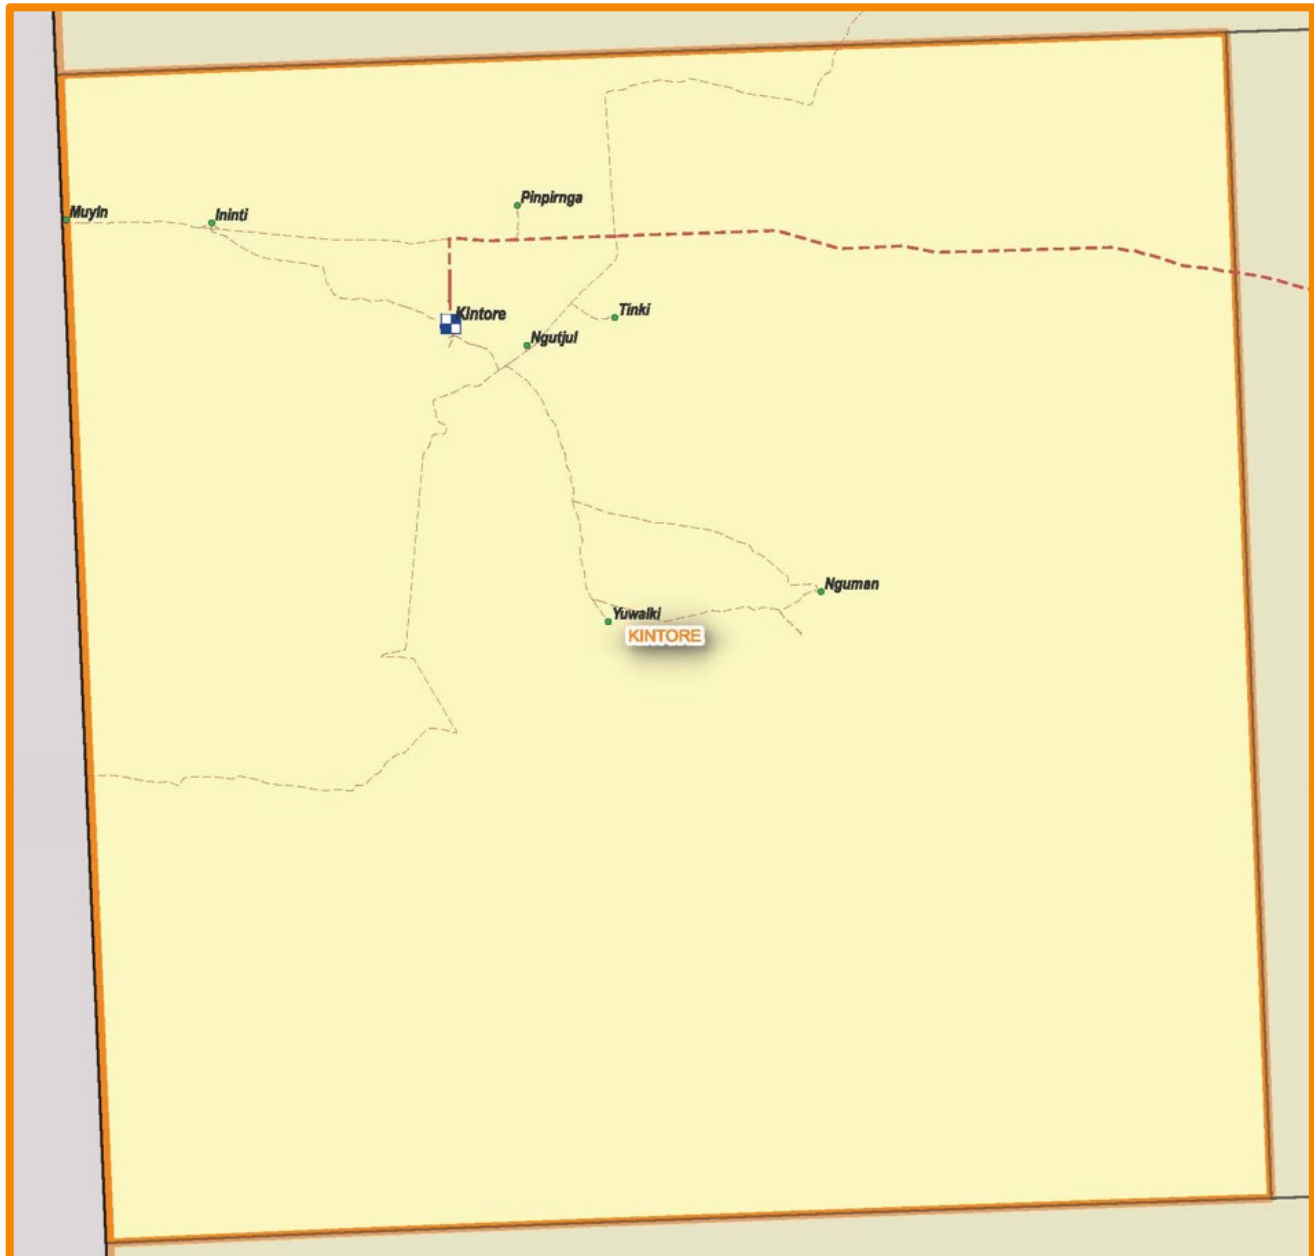 Pinpirnga
Muyin
Ininti
Kintore
Tinki
Ngutjul
Nguman
Yuwalki
KINTORE